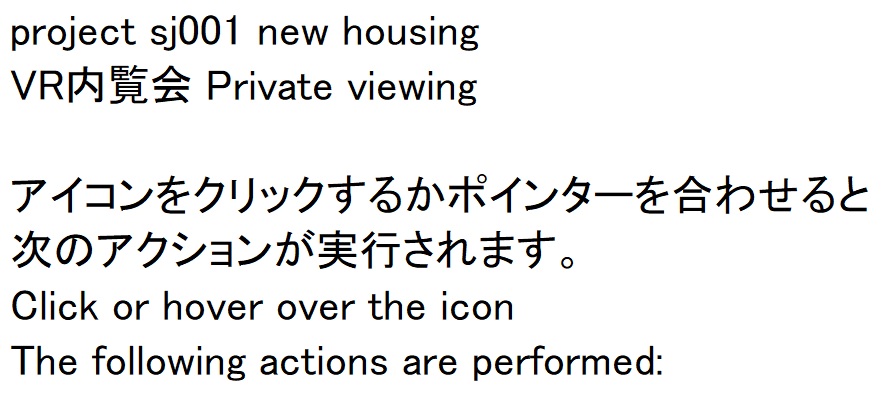 project sj001 new housing
VR内覧会 Private viewing
アイコンをクリックするかポインターを合わせると
次のアクションが実行されます。
Click or hover over the icon
The following actions are performed: